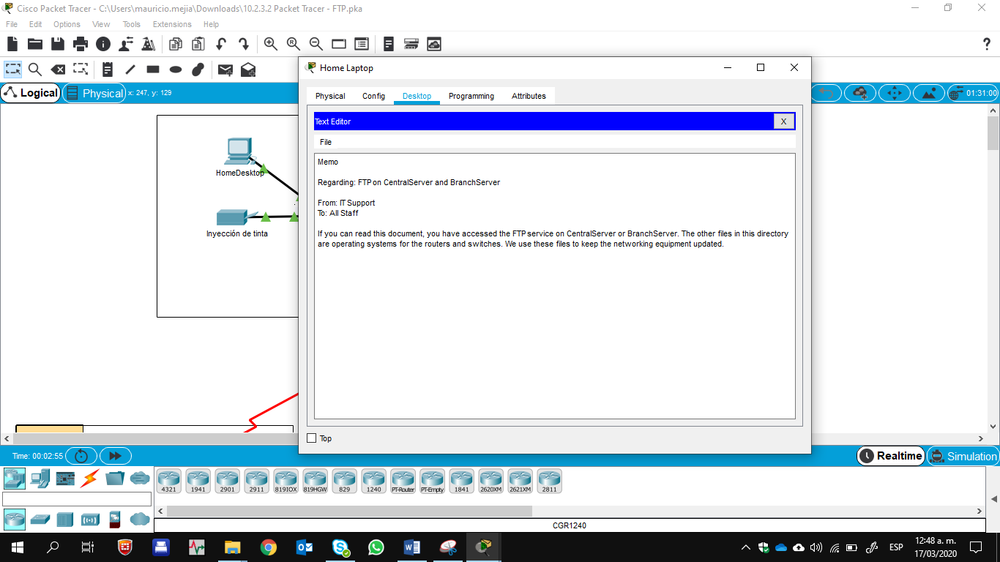 Cisco Packet Tracer - C:\Users\mauricio.mejia\Downloads\10.2.3.2 Packet Tracer - FTP.pka
File Edit Options View Tools Extensions Help
Logical Physical x: 247, y: 129
01:31:00
HomeDesktop
Inyección de tinta
Home Laptop
Physical Config Desktop Programming Attributes
Text Editor X
File
Memo
Regarding: FTP on CentralServer and BranchServer
From: IT Support
To: All Staff
If you can read this document, you have accessed the FTP service on CentralServer or BranchServer. The other files in this directory
are operating systems for the routers and switches. We use these files to keep the networking equipment updated.
Top
Time: 00:02:55
Realtime Simulation
4321 1941 2901 2911 819IOX 819HGW 829 1240 PT-Router PT-Empty 1841 2620XM 2621XM 2811
CGR1240
ESP
12:48 a. m.
17/03/2020